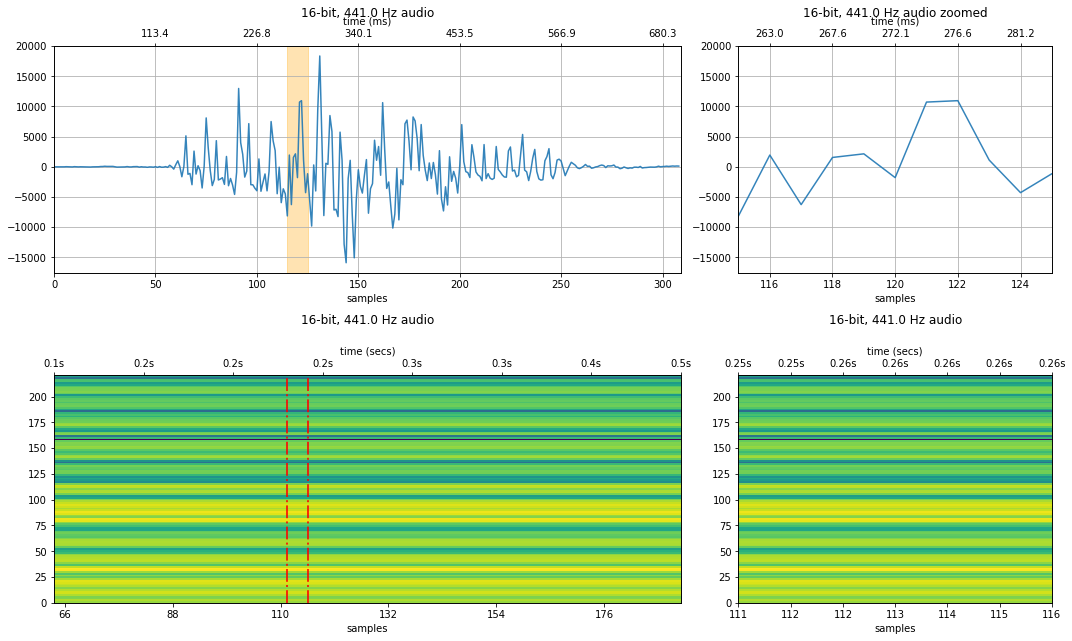 16-bit, 441.0 Hz audio
time (ms)
113.4 226.8 340.1 453.5 566.9 680.3
20000
15000
10000
5000
0
−5000
−10000
−15000
0 50 100 150 200 250 300
samples
16-bit, 441.0 Hz audio zoomed
time (ms)
263.0 267.6 272.1 276.6 281.2
20000
15000
10000
5000
0
−5000
−10000
−15000
116 118 120 122 124
samples
16-bit, 441.0 Hz audio
time (secs)
0.1s 0.2s 0.2s 0.2s 0.3s 0.3s 0.4s 0.5s
200
175
150
125
100
75
50
25
0
66 88 110 132 154 176
samples
16-bit, 441.0 Hz audio
time (secs)
0.25s 0.25s 0.26s 0.26s 0.26s 0.26s 0.26s
200
175
150
125
100
75
50
25
0
111 112 112 113 114 115 116
samples